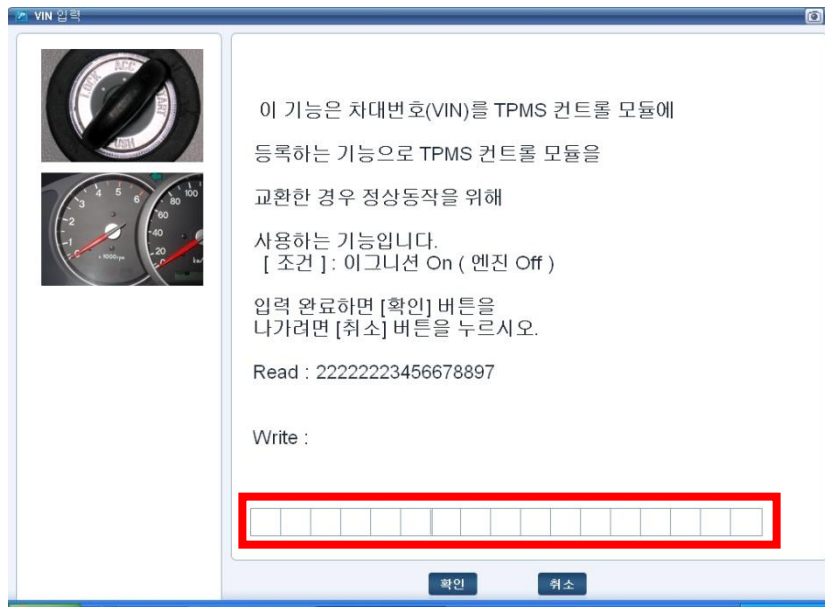 VIN 입력
LOCK ACC START
PUSH
이 기능은 차대번호(VIN)를 TPMS 컨트롤 모듈에
등록하는 기능으로 TPMS 컨트롤 모듈을
교환한 경우 정상동작을 위해
사용하는 기능입니다.
[ 조건 ] : 이그니션 On ( 엔진 Off )
입력 완료하면 [확인] 버튼을
나가려면 [취소] 버튼을 누르시오.
Read : 22222223456678897
Write :
확인 취소